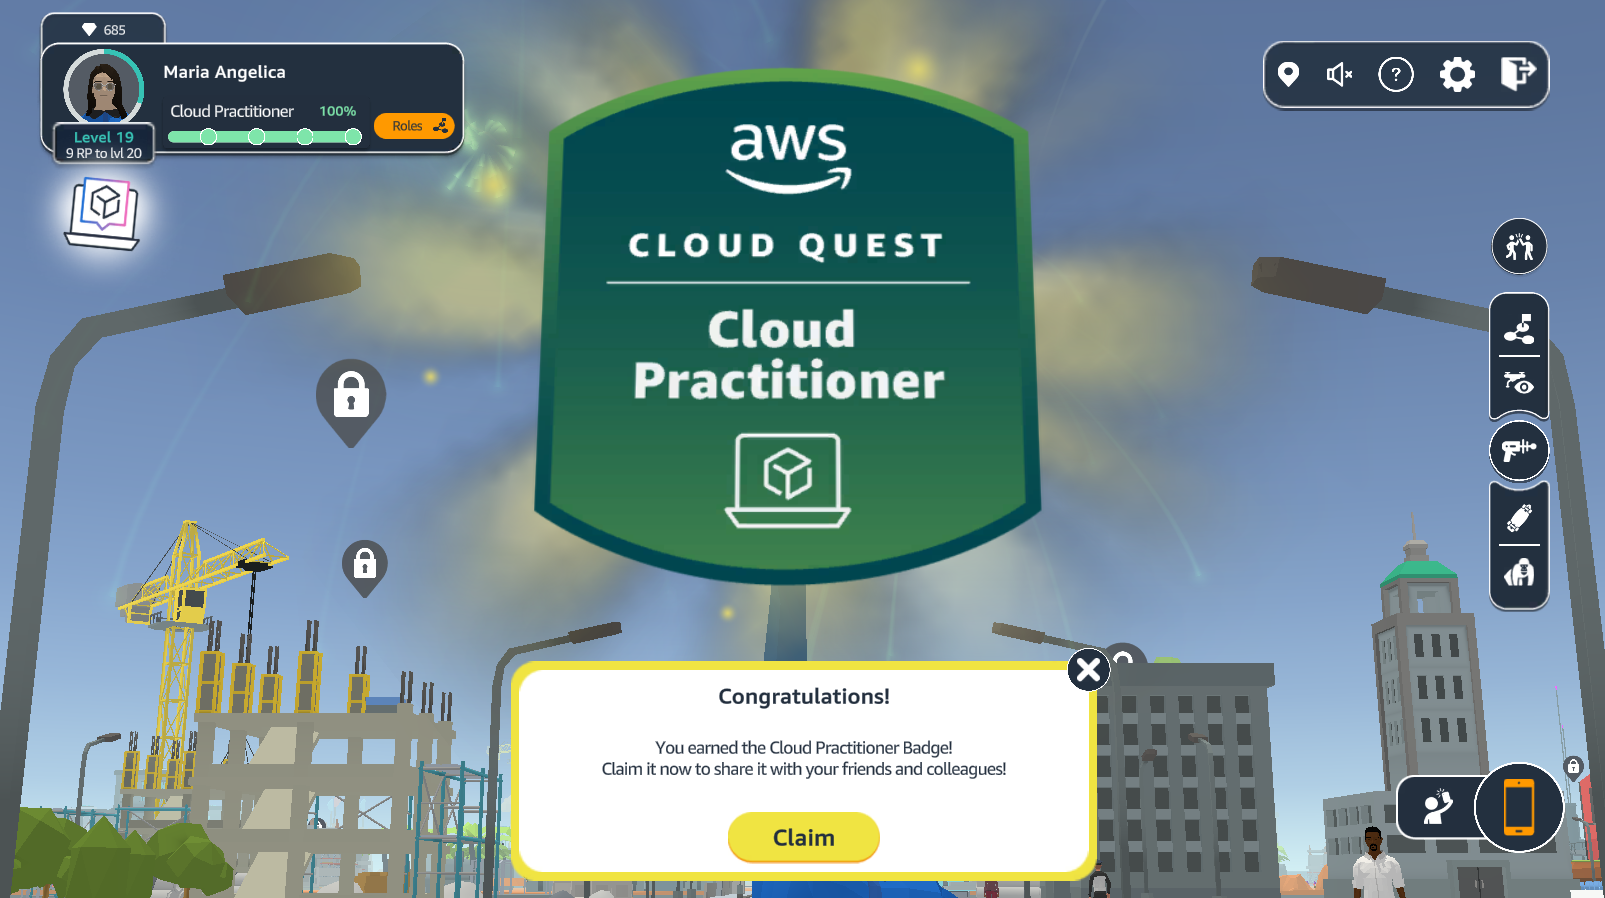 685
Maria Angelica
Cloud Practitioner 100%
Roles
Level 19
9 RP to lvl 20
?
aws
CLOUD QUEST
Cloud
Practitioner
Congratulations!
You earned the Cloud Practitioner Badge!
Claim it now to share it with your friends and colleagues!
Claim